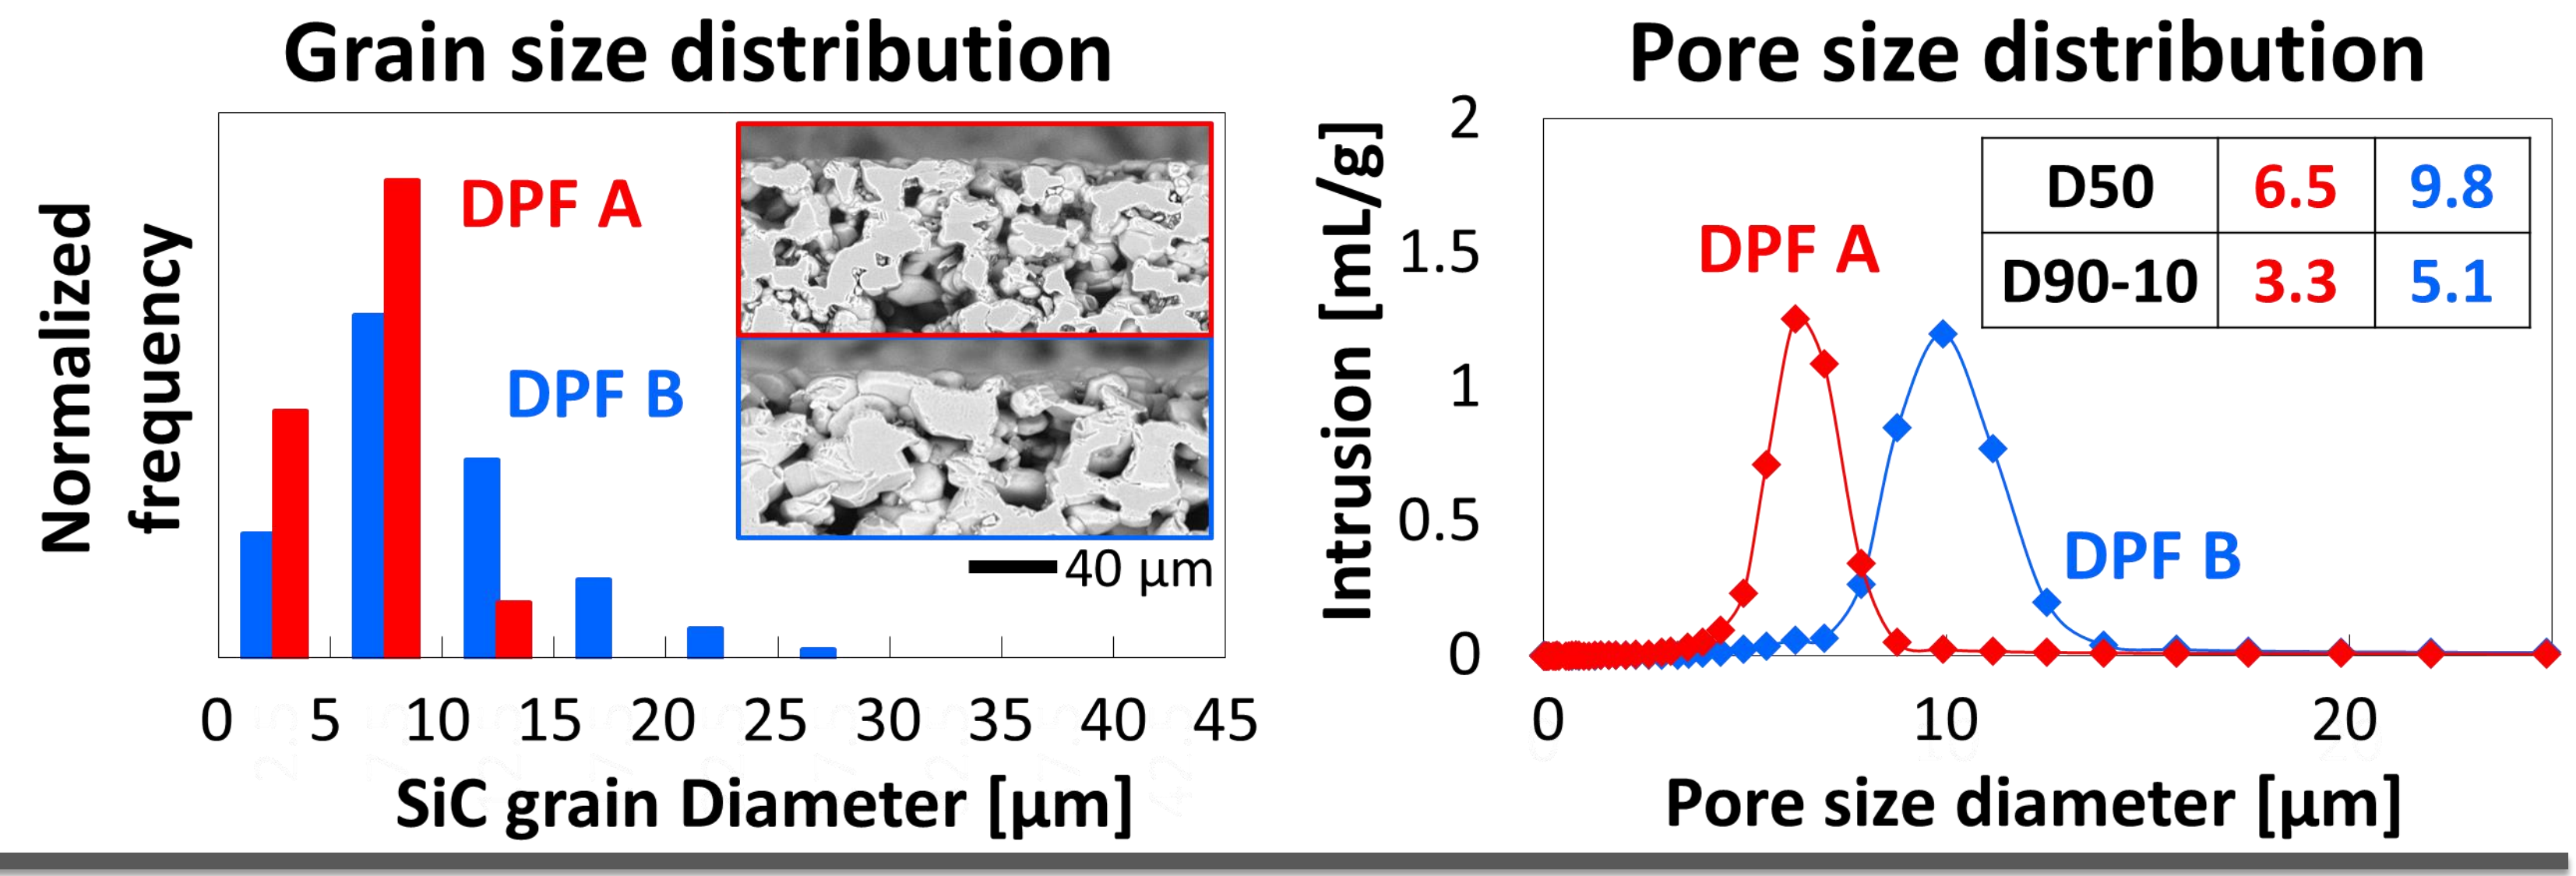 Grain size distribution
Normalized
frequency
DPF A
DPF B
40 µm
0 5 10 15 20 25 30 35 40 45
SiC grain Diameter [µm]
Pore size distribution
Intrusion [mL/g]
2
1.5
1
0.5
0
DPF A
DPF B
D50 6.5 9.8
D90-10 3.3 5.1
0 10 20
Pore size diameter [µm]